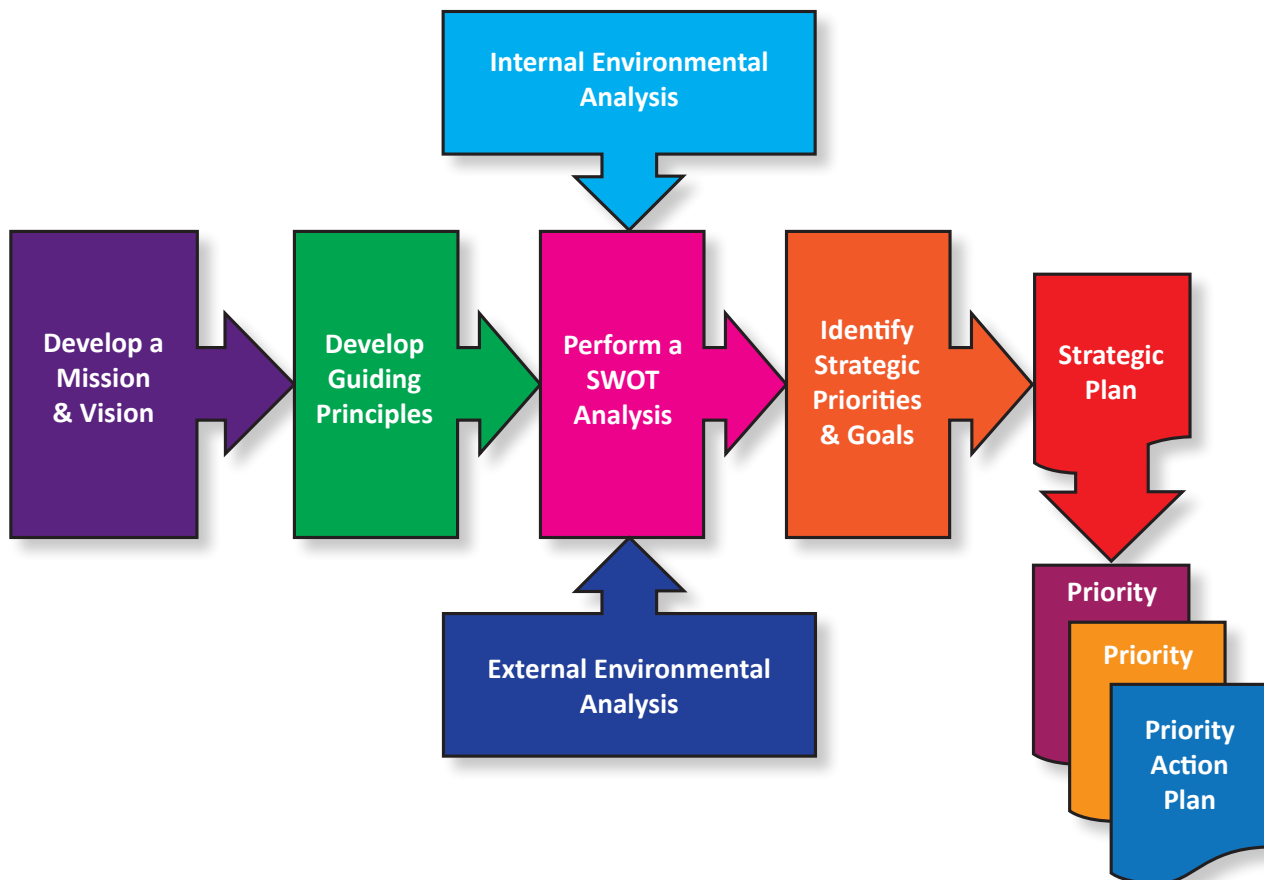 Internal Environmental
Analysis
Develop a
Mission
& Vision
Develop
Guiding
Principles
Perform a
SWOT
Analysis
Identify
Strategic
Priorities
& Goals
Strategic
Plan
External Environmental
Analysis
Priority
Priority
Priority
Action
Plan